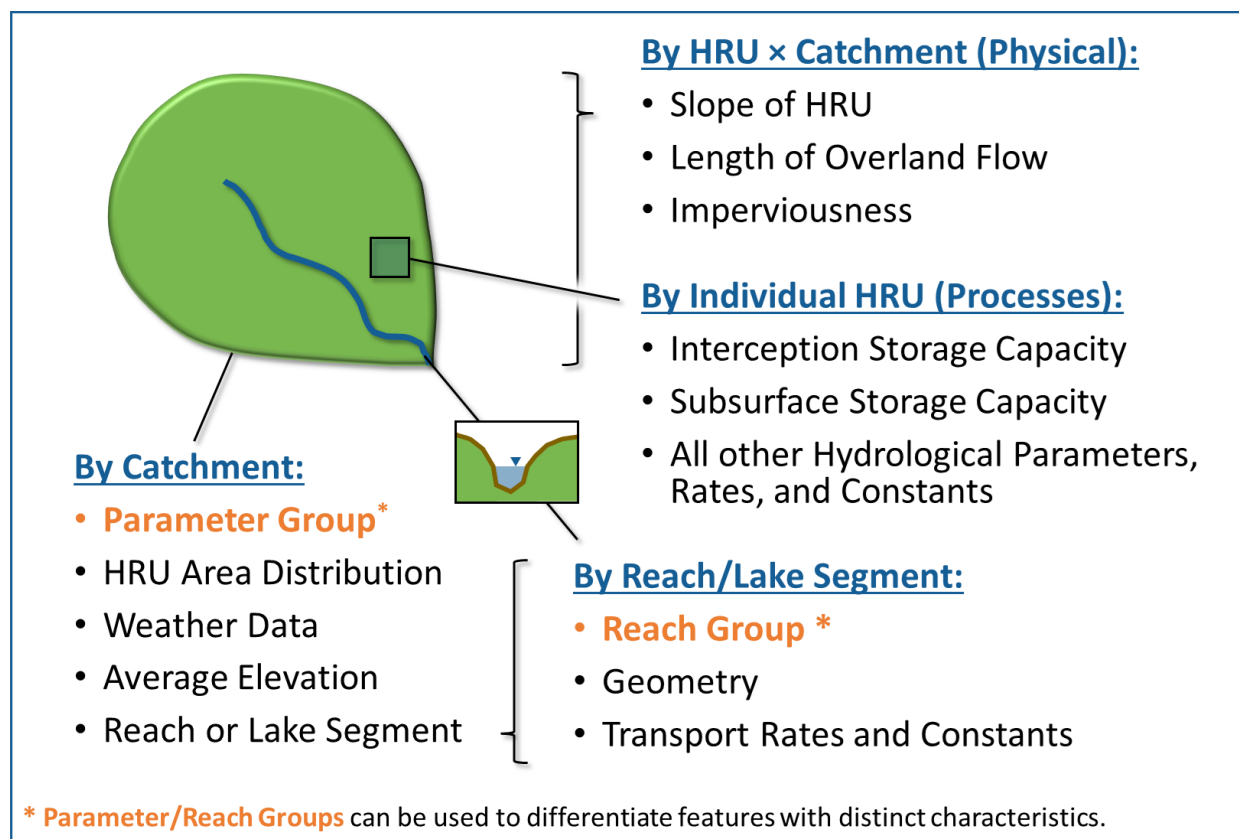 By HRU × Catchment (Physical):
• Slope of HRU
• Length of Overland Flow
• Imperviousness
By Individual HRU (Processes):
• Interception Storage Capacity
• Subsurface Storage Capacity
• All other Hydrological Parameters,
Rates, and Constants
By Catchment:
• Parameter Group*
• HRU Area Distribution
• Weather Data
• Average Elevation
• Reach or Lake Segment
By Reach/Lake Segment:
• Reach Group *
• Geometry
• Transport Rates and Constants
* Parameter/Reach Groups can be used to differentiate features with distinct characteristics.